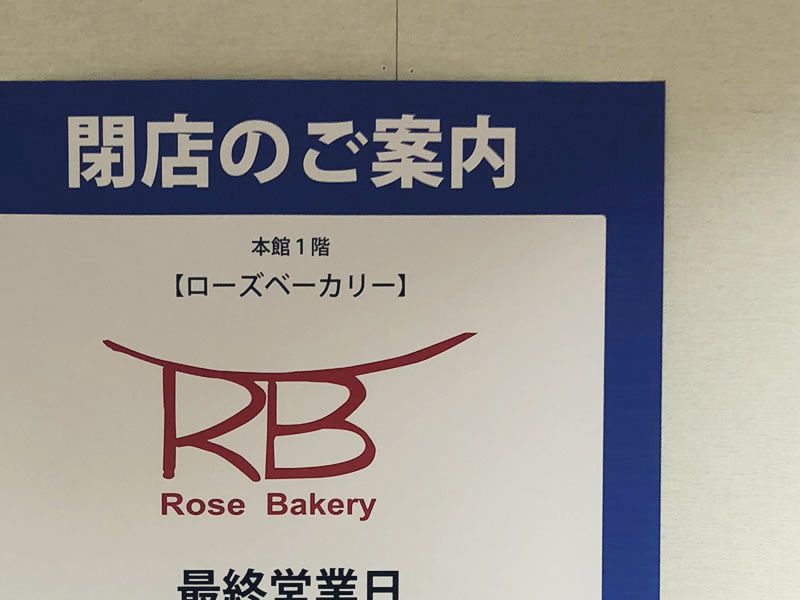 閉店のご案内
本館1階
【ローズベーカリー】
RB
Rose Bakery
最終営業日